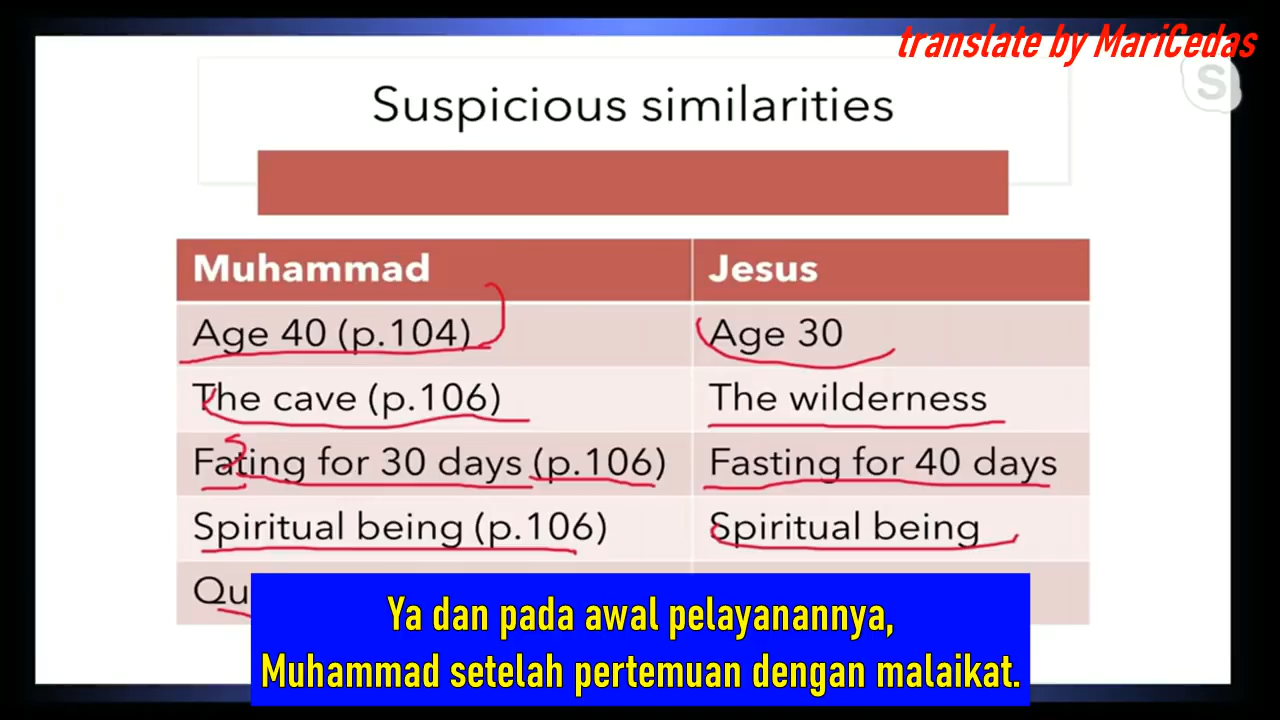 translate by MariCedas
S
Suspicious similarities
Muhammad Jesus
Age 40 (p.104) Age 30
The cave (p.106) The wilderness
Fating for 30 days (p.106) Fasting for 40 days
Spiritual being (p.106) Spiritual being
Qu
Ya dan pada awal pelayanannya,
Muhammad setelah pertemuan dengan malaikat.